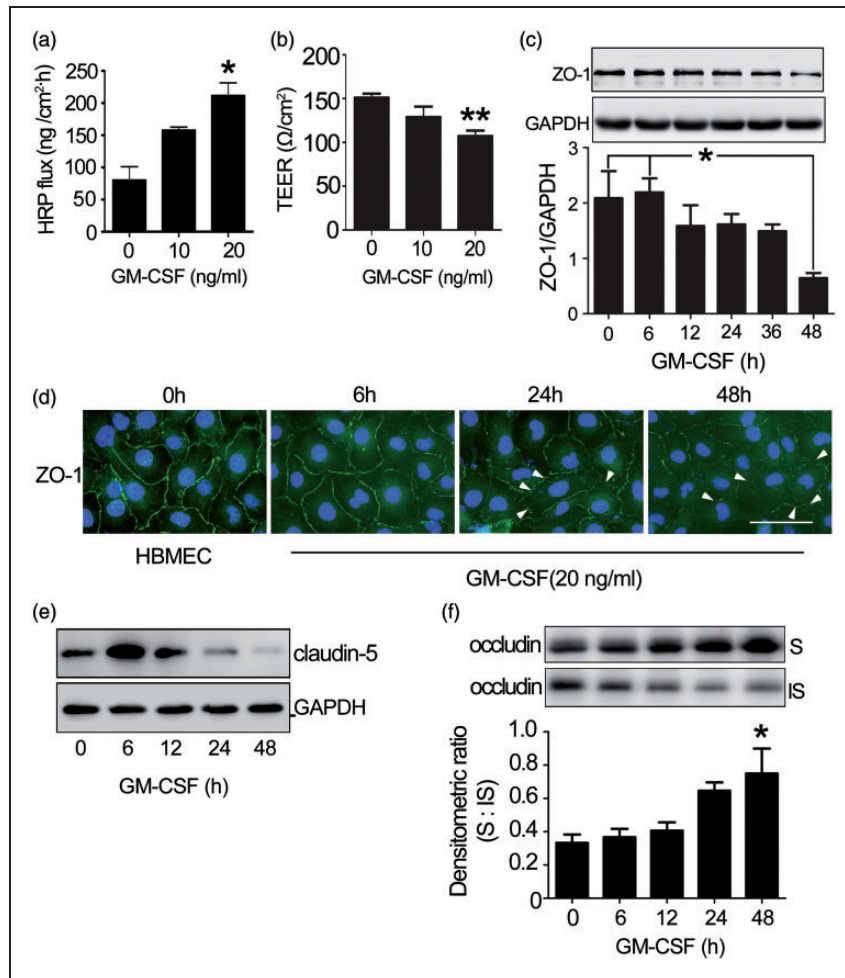 (a)
*
HRP flux (ng /cm²·h)
250
200
150
100
50
0
0 10 20
GM-CSF (ng/ml)
(b)
**
TEER (Ω/cm²)
200
150
100
50
0
0 10 20
GM-CSF (ng/ml)
(c)
ZO-1
GAPDH
*
ZO-1/GAPDH
3
2
1
0
0 6 12 24 36 48
GM-CSF (h)
(d)
0h 6h 24h 48h
ZO-1
HBMEC
GM-CSF(20 ng/ml)
(e)
claudin-5
GAPDH
0 6 12 24 48
GM-CSF (h)
(f)
occludin S
occludin IS
*
Densitometric ratio
(S : IS)
1.0
0.8
0.6
0.4
0.2
0
0 6 12 24 48
GM-CSF (h)